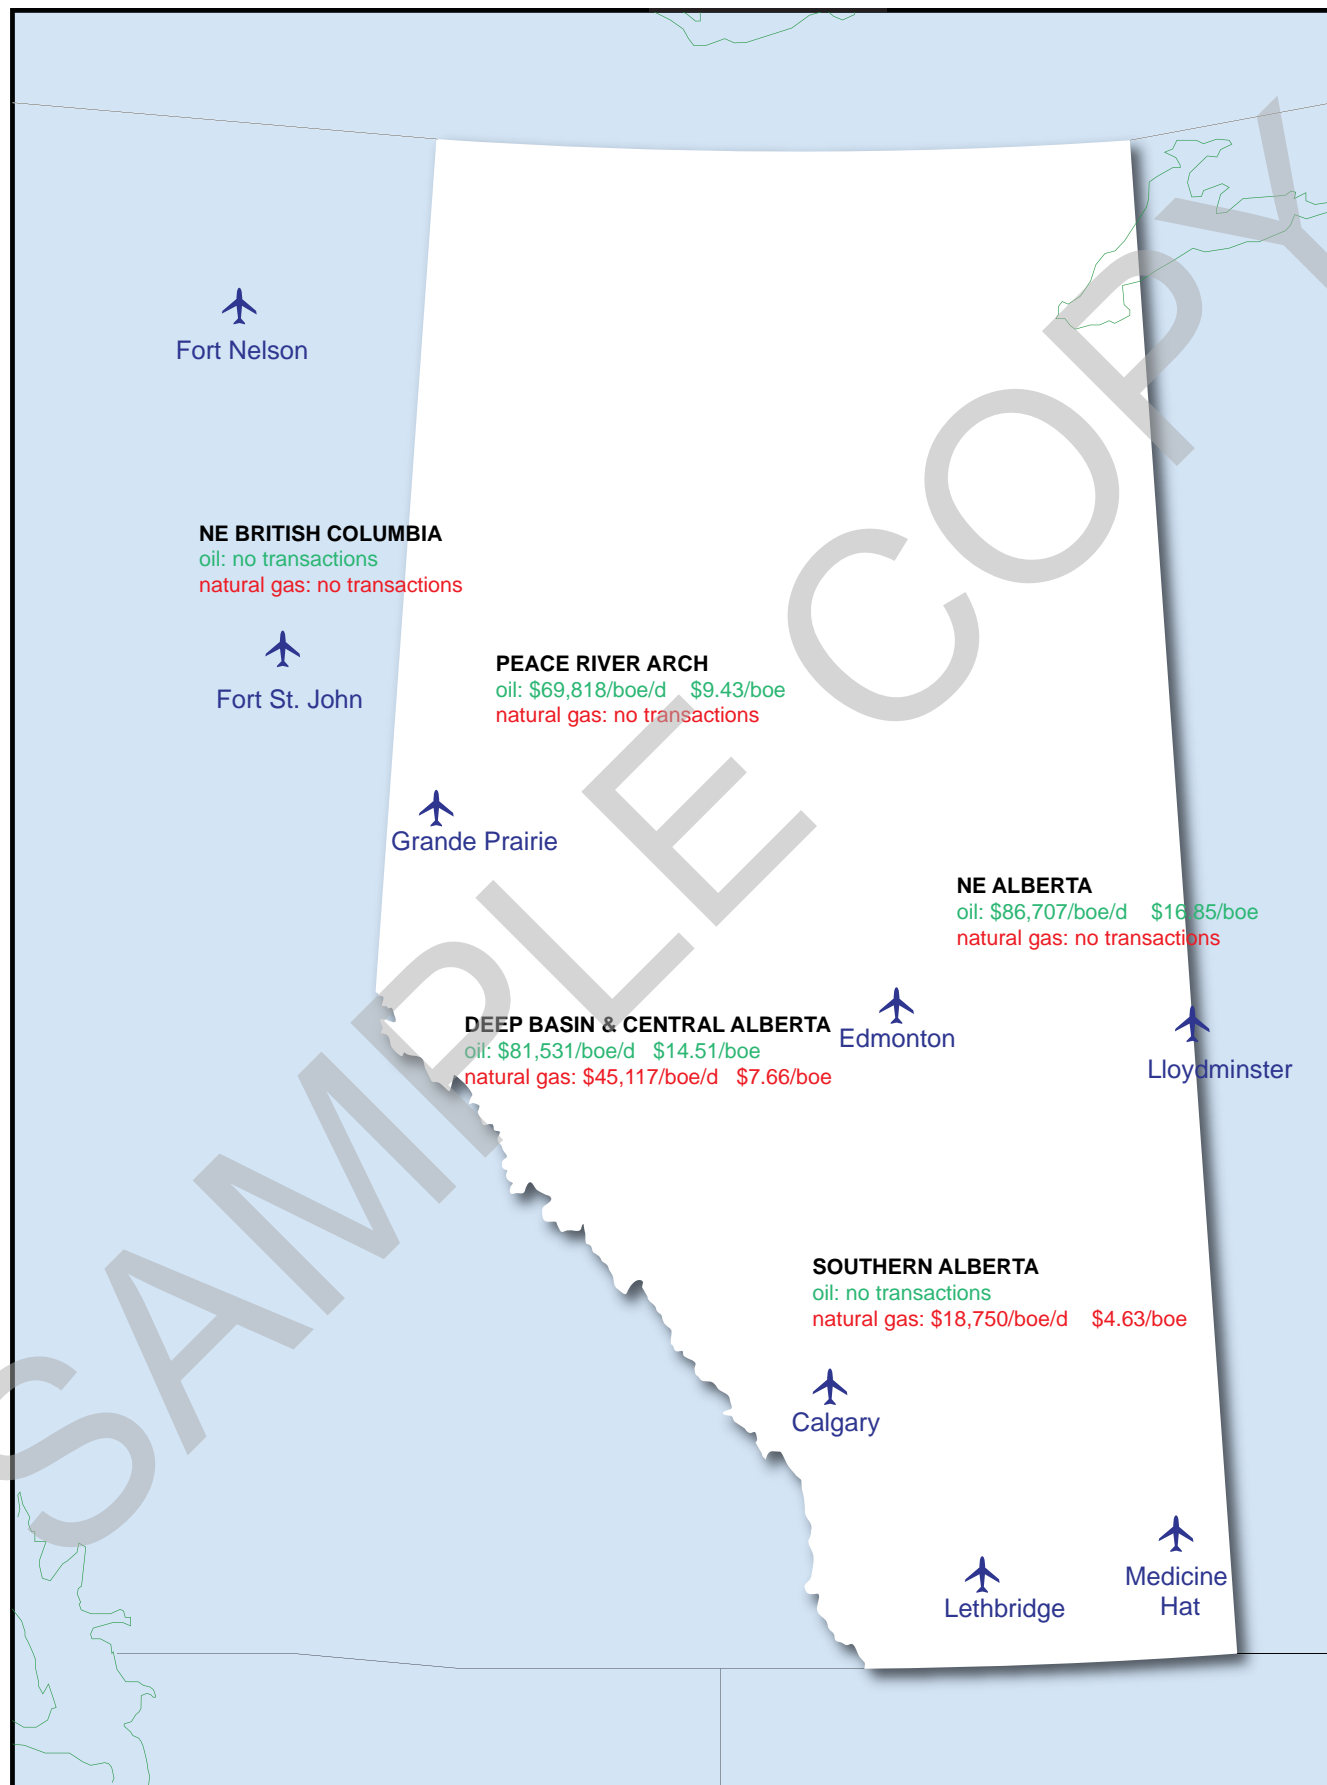 Fort Nelson
NE BRITISH COLUMBIA
oil: no transactions
natural gas: no transactions
Fort St. John
PEACE RIVER ARCH
oil: $69,818/boe/d $9.43/boe
natural gas: no transactions
Grande Prairie
NE ALBERTA
oil: $86,707/boe/d $16.85/boe
natural gas: no transactions
DEEP BASIN & CENTRAL ALBERTA
oil: $81,531/boe/d $14.51/boe
natural gas: $45,117/boe/d $7.66/boe
Edmonton
Lloydminster
SOUTHERN ALBERTA
oil: no transactions
natural gas: $18,750/boe/d $4.63/boe
Calgary
Lethbridge
Medicine
Hat
SAMPLE COPY